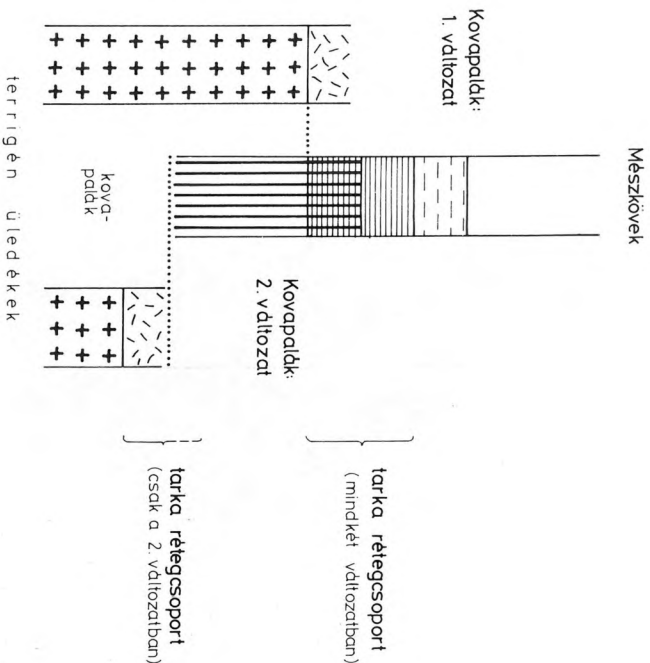 Mészkövek
Kovapalák:
1. változat
Kovapalák:
2. változat
kova-
palák
terrigén üledékek
tarka rétegcsoport
(mindkét változatban)
tarka rétegcsoport
(csak a 2. változatban)